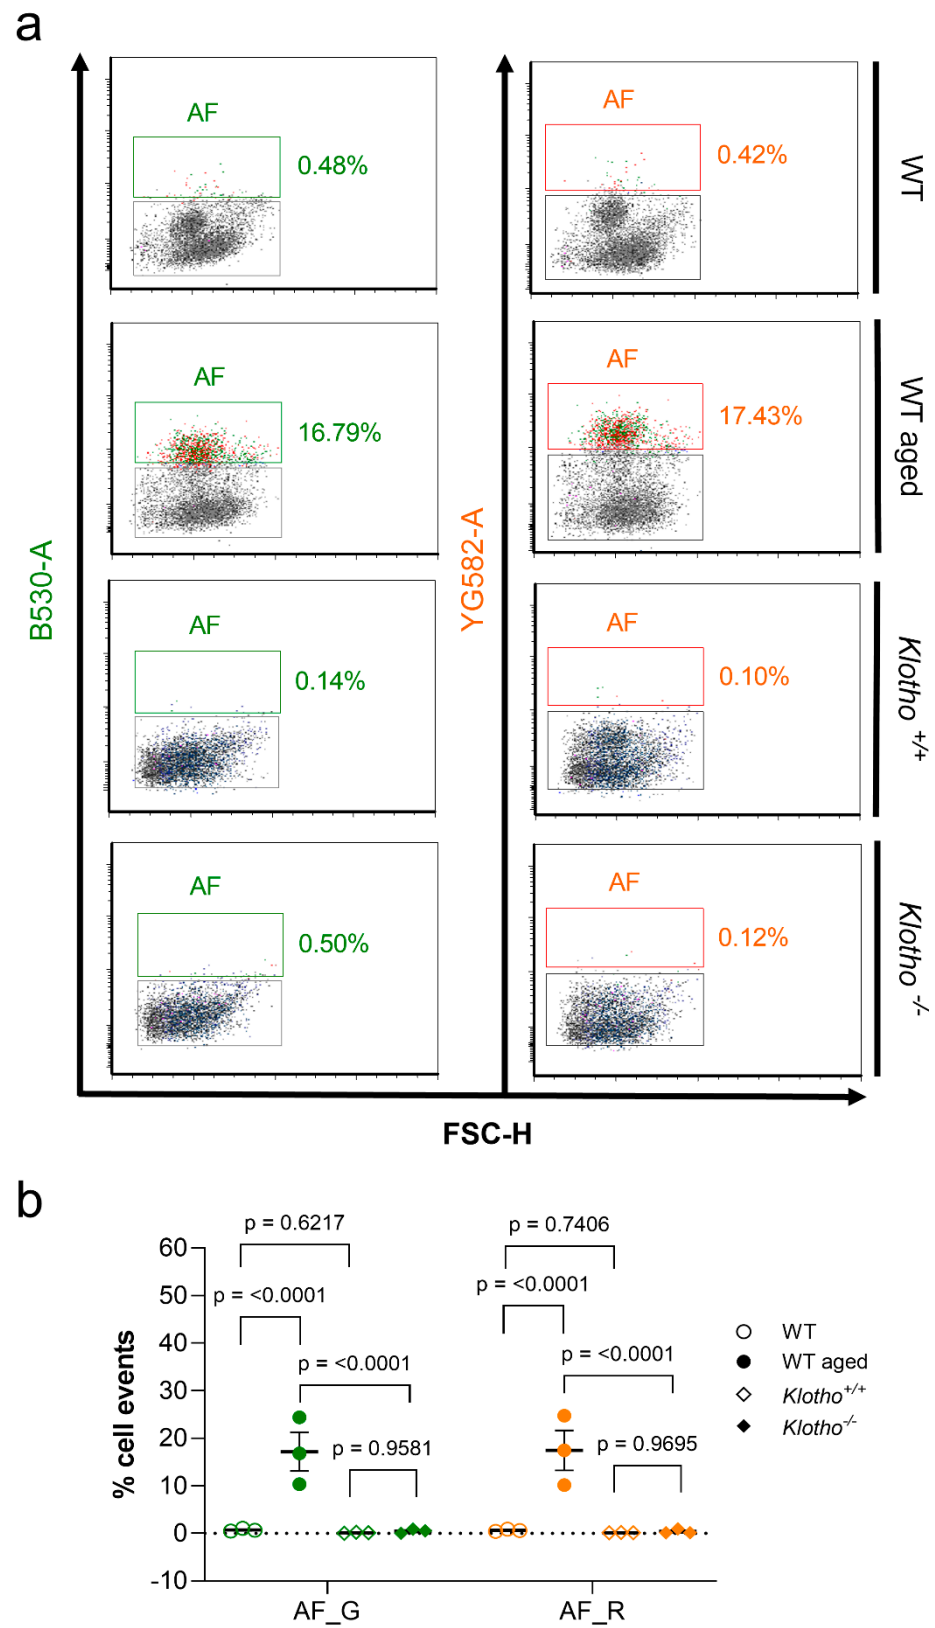 a
AF
0.48%
AF
0.42%
WT
AF
16.79%
AF
17.43%
WT aged
B530-A
YG582-A
AF
0.14%
AF
0.10%
Klotho +/+
AF
0.50%
AF
0.12%
Klotho -/-
FSC-H
b
p = 0.6217
p = 0.7406
p = <0.0001
p = <0.0001
p = <0.0001
p = <0.0001
p = 0.9581
p = 0.9695
% cell events
60
50
40
30
20
10
0
-10
AF_G
AF_R
WT
WT aged
Klotho+/+
Klotho-/-